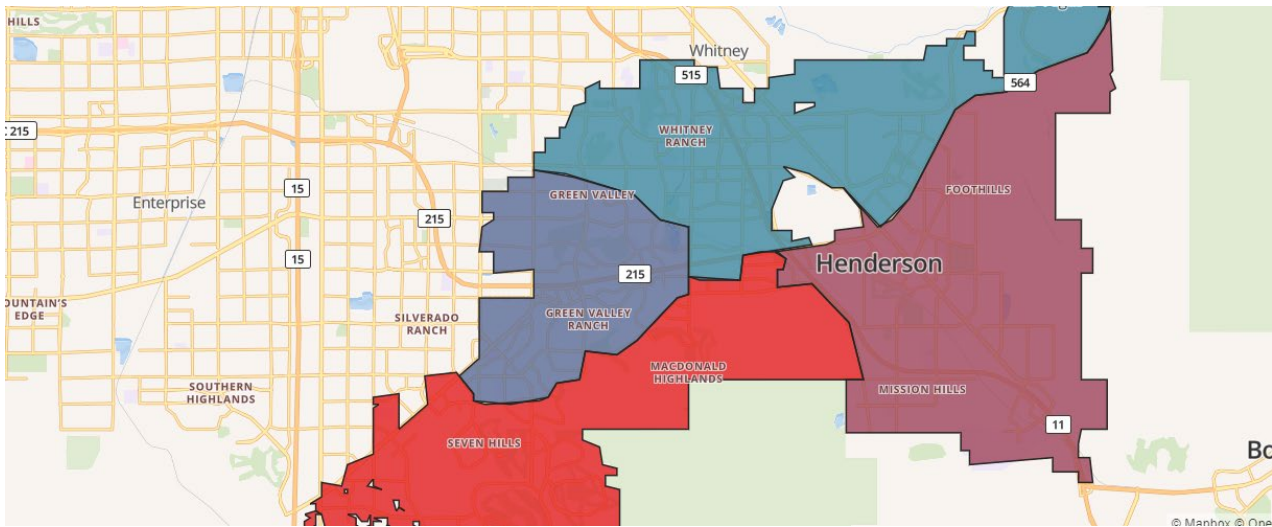 HILLS
Whitney
515
564
215
WHITNEY
RANCH
15
GREEN VALLEY
FOOTHILLS
Enterprise
215
15
Henderson
215
OUNTAIN'S
EDGE
GREEN VALLEY
RANCH
SILVERADO
RANCH
MACDONALD
HIGHLANDS
SOUTHERN
HIGHLANDS
MISSION HILLS
11
SEVEN HILLS
Bo
© Mapbox © Ope